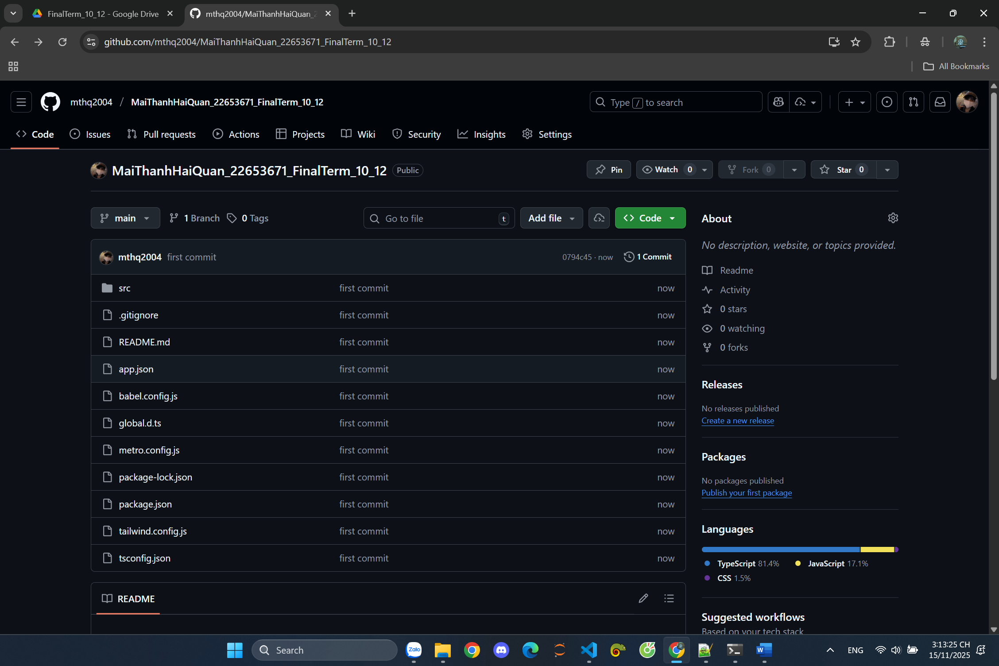 FinalTerm_10_12 - Google Drive
mthq2004/MaiThanhHaiQuan_2
github.com/mthq2004/MaiThanhHaiQuan_22653671_FinalTerm_10_12
All Bookmarks
mthq2004 / MaiThanhHaiQuan_22653671_FinalTerm_10_12
Type / to search
Code Issues Pull requests Actions Projects Wiki Security Insights Settings
MaiThanhHaiQuan_22653671_FinalTerm_10_12 Public
Pin Watch 0 Fork 0 Star 0
main 1 Branch 0 Tags
Go to file t Add file Code
mthq2004 first commit 0794c45 · now 1 Commit
src first commit now
.gitignore first commit now
README.md first commit now
app.json first commit now
babel.config.js first commit now
global.d.ts first commit now
metro.config.js first commit now
package-lock.json first commit now
package.json first commit now
tailwind.config.js first commit now
tsconfig.json first commit now
README
About
No description, website, or topics provided.
Readme
Activity
0 stars
0 watching
0 forks
Releases
No releases published
Create a new release
Packages
No packages published
Publish your first package
Languages
TypeScript 81.4% JavaScript 17.1%
CSS 1.5%
Suggested workflows
Based on your tech stack
Search
Zalo
W
ENG
3:13:25 CH
15/11/2025